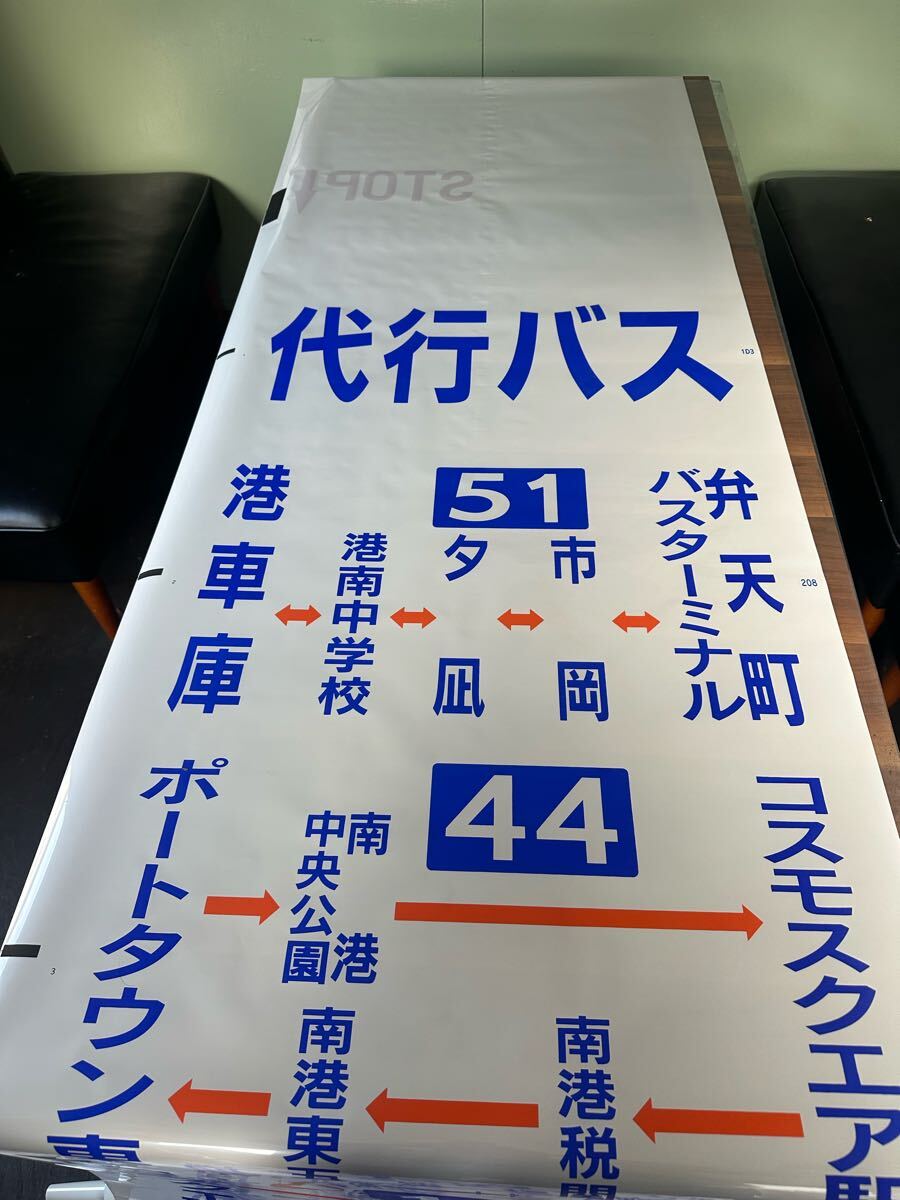 STOP
代行バス
1D3
51
港車庫
港南中学校
夕凪
市岡
弁天町
バスターミナル
2
208
44
ポートタウン東
南港
中央公園
コスモスクエア駅
南港東
南港税関
3